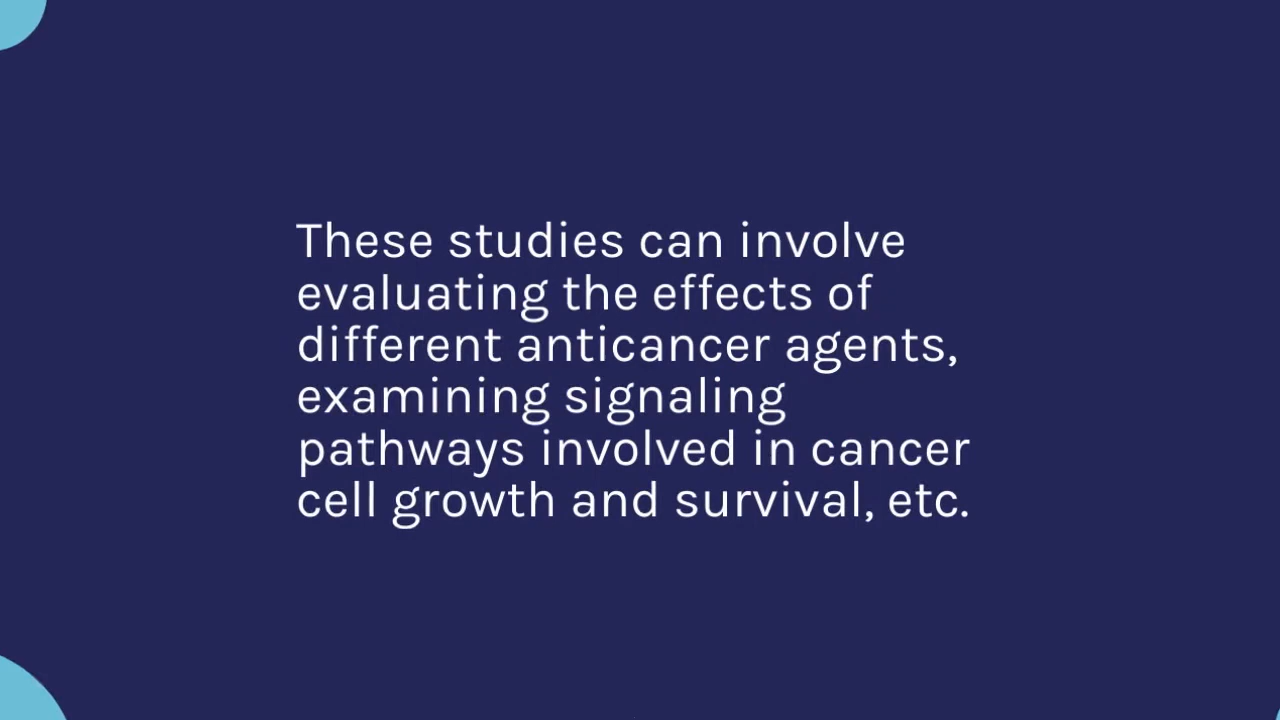 These studies can involve
evaluating the effects of
different anticancer agents,
examining signaling
pathways involved in cancer
cell growth and survival, etc.